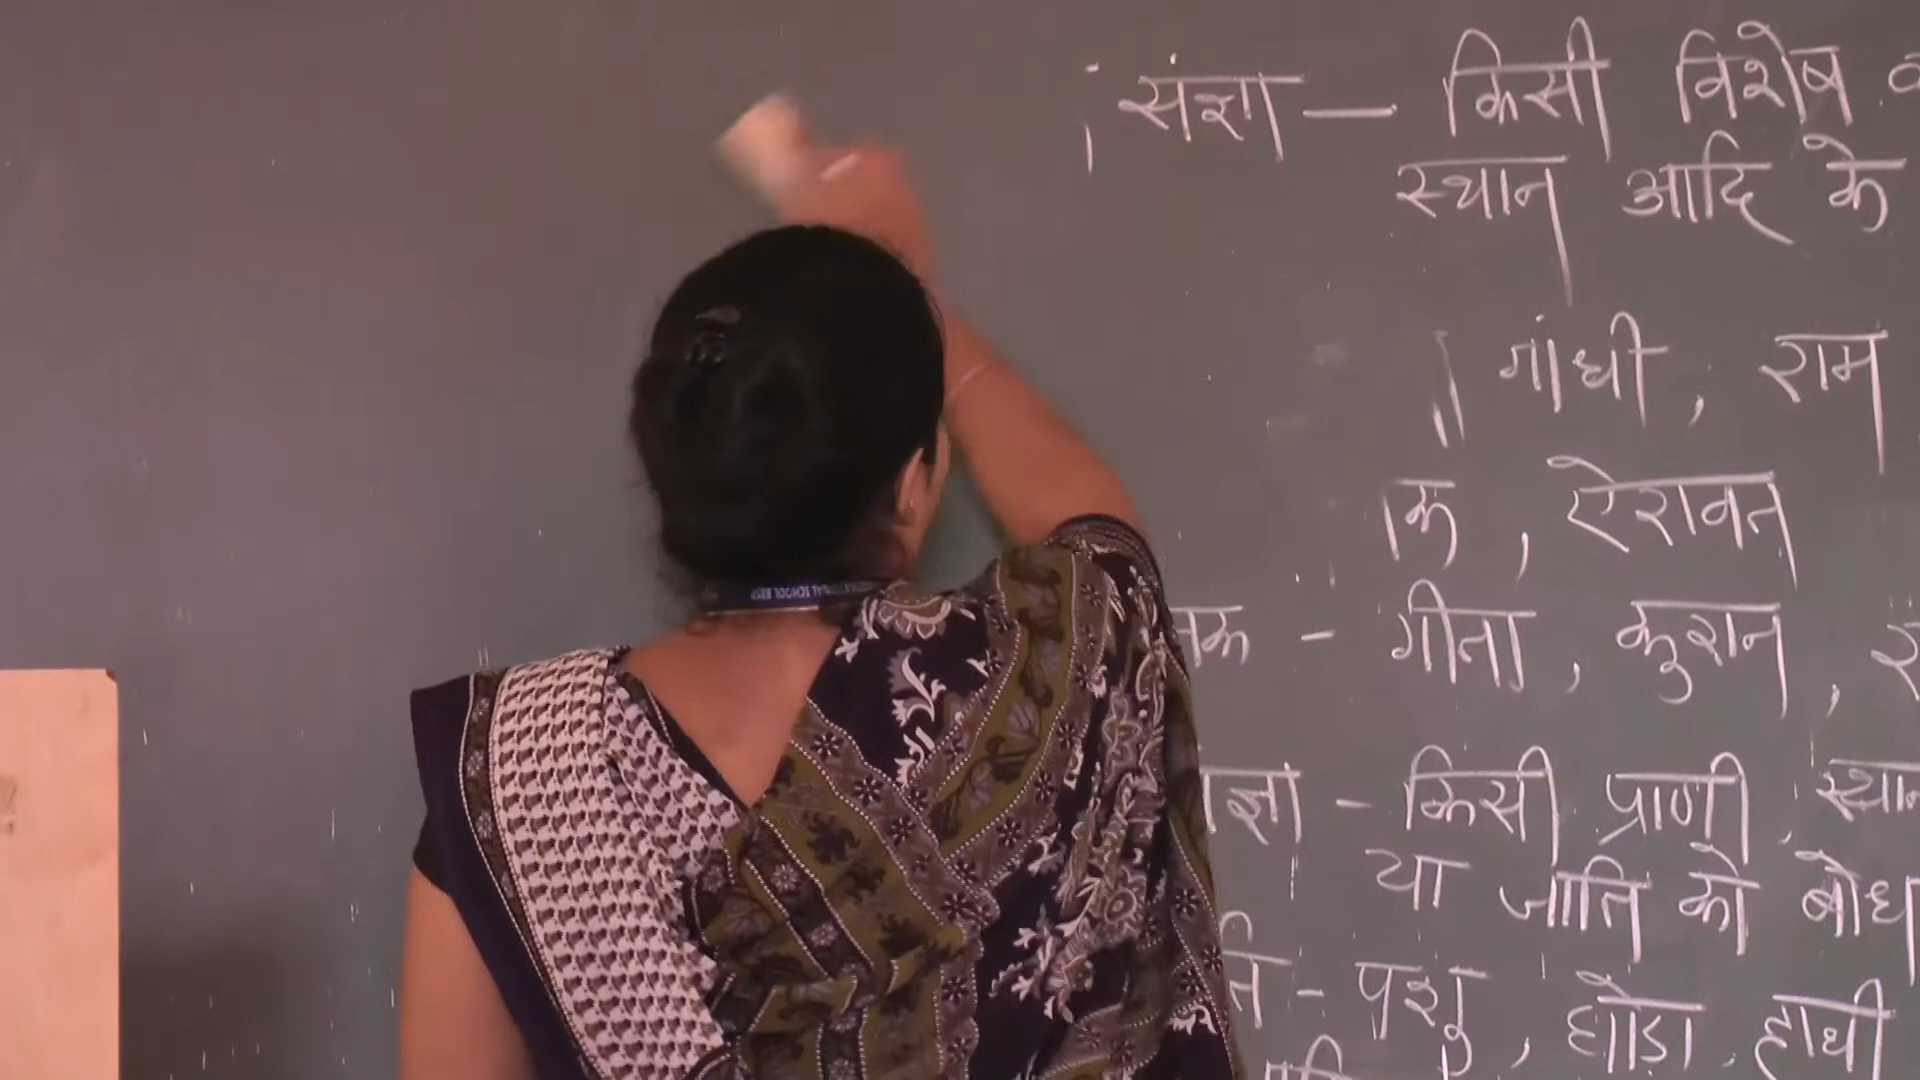 संज्ञा — किसी विशेष
स्थान आदि के
गांधी, राम
क, ऐरावत
क - गीता, कुरान,
ज्ञा - किसी प्राणी, स्थान
या जाति को बोध
ति - पशु, घोड़ा, हाथी